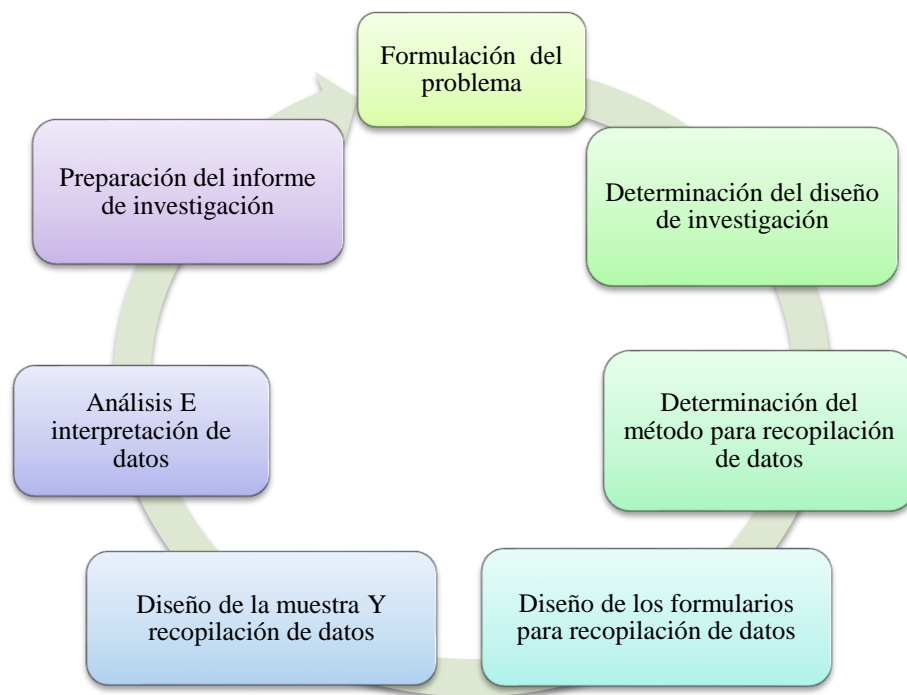 Formulación del
problema
Determinación del diseño
de investigación
Determinación del
método para recopilación
de datos
Diseño de los formularios
para recopilación de datos
Diseño de la muestra Y
recopilación de datos
Análisis E
interpretación de
datos
Preparación del informe
de investigación